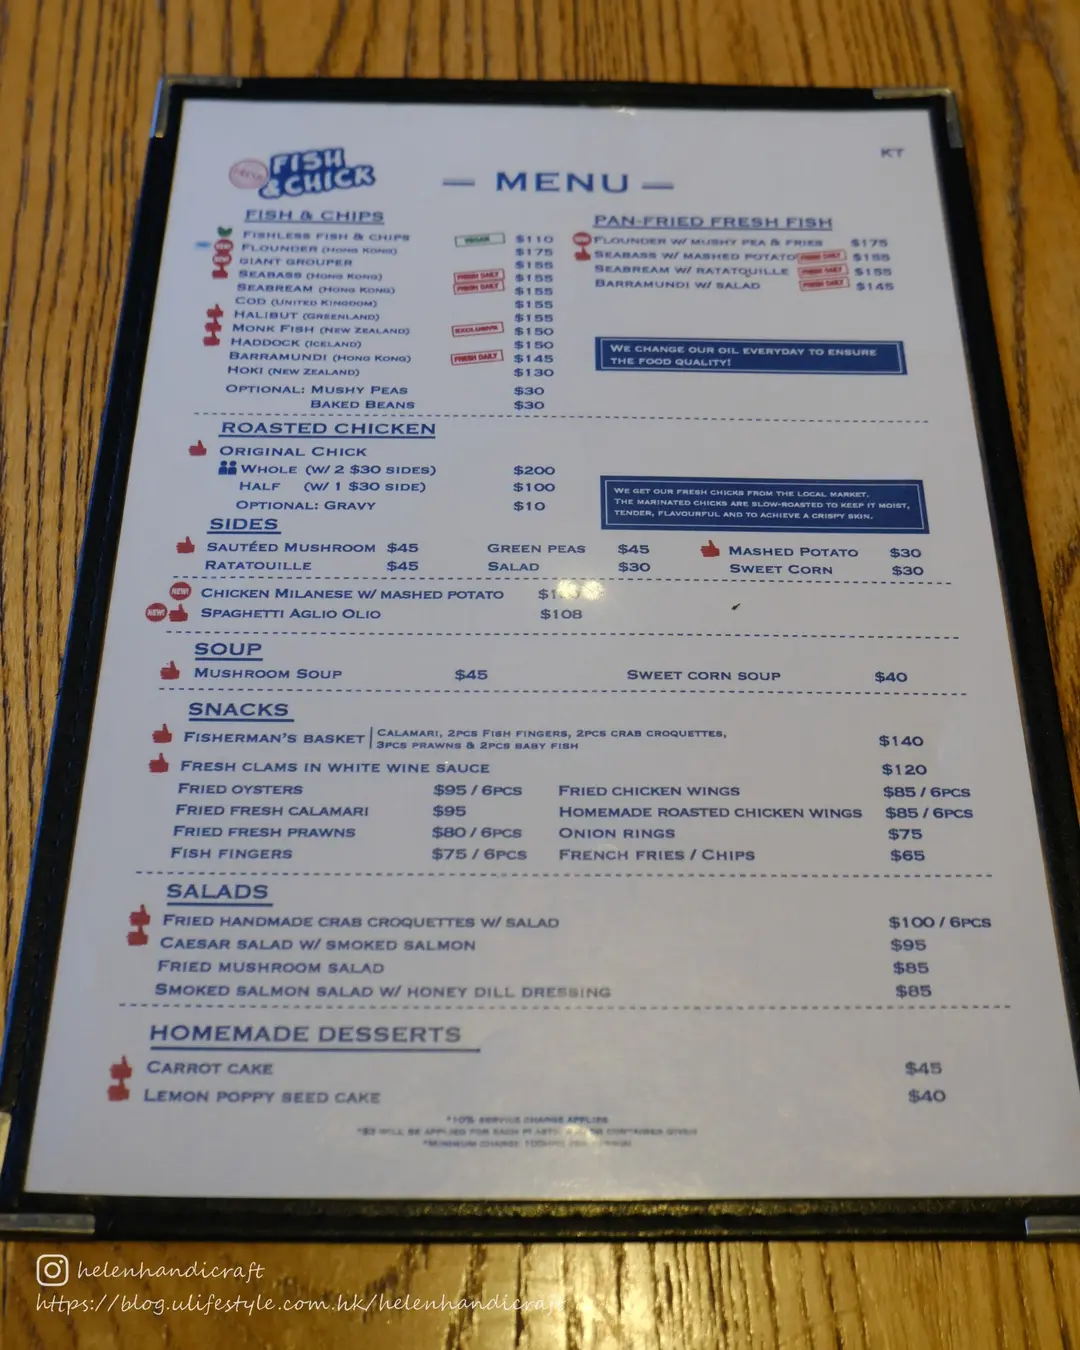 FISH
& CHICK
KT
— MENU —
FISH & CHIPS
FISHLESS FISH & CHIPS VEGAN $110
NEW! FLOUNDER (HONG KONG) $175
NEW! GIANT GROUPER $155
SEABASS (HONG KONG) FRESH DAILY $155
SEABREAM (HONG KONG) FRESH DAILY $155
COD (UNITED KINGDOM) $155
HALIBUT (GREENLAND) $155
MONK FISH (NEW ZEALAND) EXCLUSIVE $150
HADDOCK (ICELAND) $150
BARRAMUNDI (HONG KONG) FRESH DAILY $145
HOKI (NEW ZEALAND) $130
OPTIONAL: MUSHY PEAS $30
BAKED BEANS $30
PAN-FRIED FRESH FISH
NEW! FLOUNDER W/ MUSHY PEA & FRIES $175
SEABASS W/ MASHED POTATO FRESH DAILY $155
SEABREAM W/ RATATOUILLE FRESH DAILY $155
BARRAMUNDI W/ SALAD FRESH DAILY $145
WE CHANGE OUR OIL EVERYDAY TO ENSURE
THE FOOD QUALITY!
ROASTED CHICKEN
ORIGINAL CHICK
WHOLE (W/ 2 $30 SIDES) $200
HALF (W/ 1 $30 SIDE) $100
OPTIONAL: GRAVY $10
WE GET OUR FRESH CHICKS FROM THE LOCAL MARKET.
THE MARINATED CHICKS ARE SLOW-ROASTED TO KEEP IT MOIST,
TENDER, FLAVOURFUL AND TO ACHIEVE A CRISPY SKIN.
SIDES
SAUTÉED MUSHROOM $45 GREEN PEAS $45 MASHED POTATO $30
RATATOUILLE $45 SALAD $30 SWEET CORN $30
NEW! CHICKEN MILANESE W/ MASHED POTATO
NEW! SPAGHETTI AGLIO OLIO $108
SOUP
MUSHROOM SOUP $45 SWEET CORN SOUP $40
SNACKS
FISHERMAN'S BASKET | CALAMARI, 2PCS FISH FINGERS, 2PCS CRAB CROQUETTES,
3PCS PRAWNS & 2PCS BABY FISH $140
FRESH CLAMS IN WHITE WINE SAUCE $120
FRIED OYSTERS $95 / 6PCS FRIED CHICKEN WINGS $85 / 6PCS
FRIED FRESH CALAMARI $95 HOMEMADE ROASTED CHICKEN WINGS $85 / 6PCS
FRIED FRESH PRAWNS $80 / 6PCS ONION RINGS $75
FISH FINGERS $75 / 6PCS FRENCH FRIES / CHIPS $65
SALADS
FRIED HANDMADE CRAB CROQUETTES W/ SALAD $100 / 6PCS
CAESAR SALAD W/ SMOKED SALMON $95
FRIED MUSHROOM SALAD $85
SMOKED SALMON SALAD W/ HONEY DILL DRESSING $85
HOMEMADE DESSERTS
CARROT CAKE $45
LEMON POPPY SEED CAKE $40
*10% SERVICE CHARGE APPLIES
*$2 WILL BE APPLIED FOR EACH CONTAINER GIVEN
*MINIMUM CHARGE
helenhandicraft
https://blog.ulifestyle.com.hk/helenhandicraft